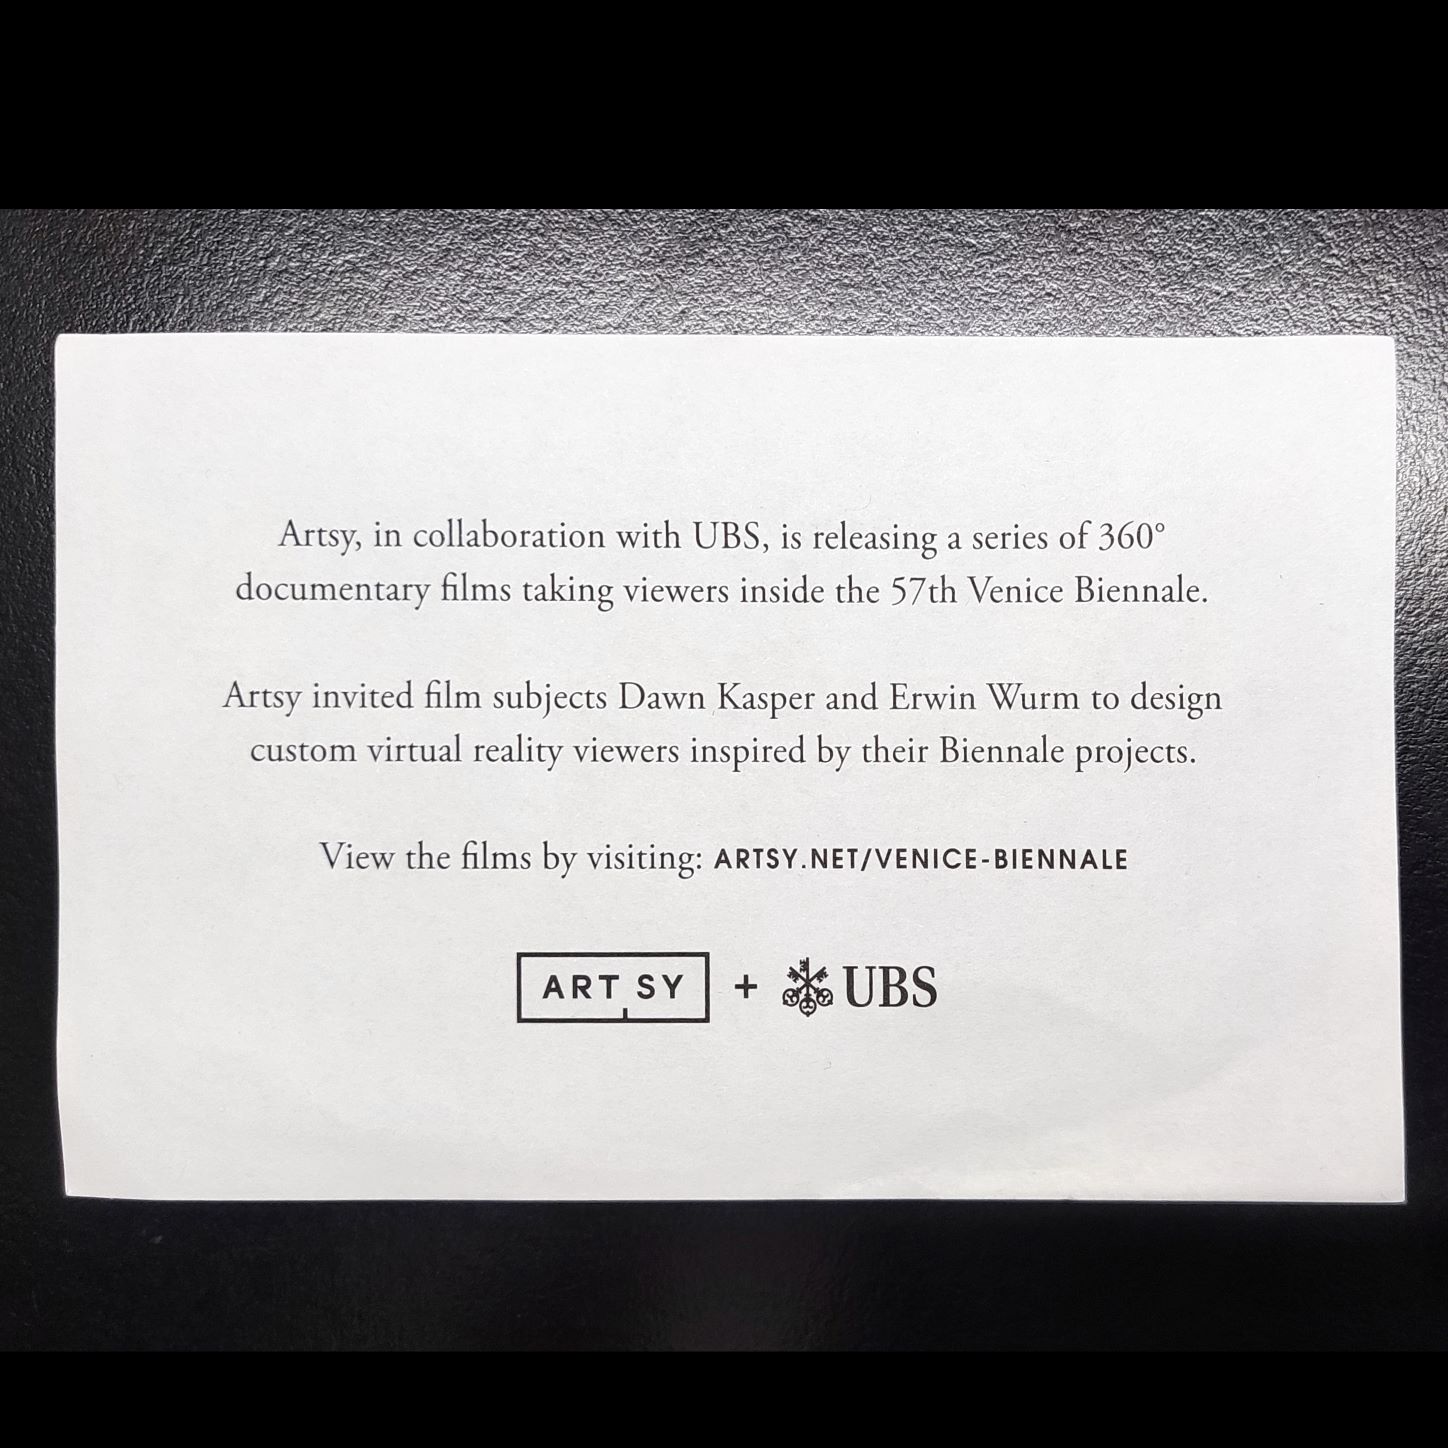 Artsy, in collaboration with UBS, is releasing a series of 360°
documentary films taking viewers inside the 57th Venice Biennale.
Artsy invited film subjects Dawn Kasper and Erwin Wurm to design
custom virtual reality viewers inspired by their Biennale projects.
View the films by visiting: ARTSY.NET/VENICE-BIENNALE
ARTSY + UBS